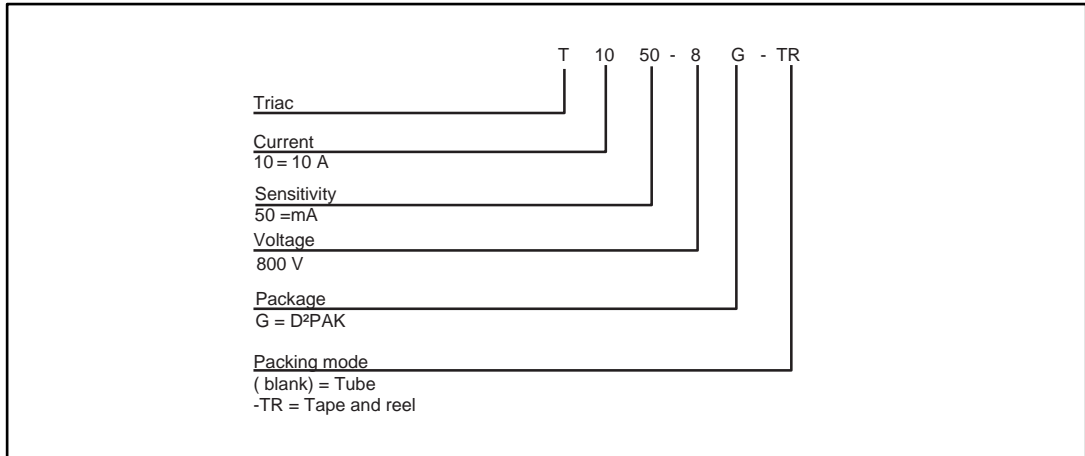 T 10 50 - 8 G - TR
Triac
Current
10 = 10 A
Sensitivity
50 =mA
Voltage
800 V
Package
G = D²PAK
Packing mode
( blank) = Tube
-TR = Tape and reel